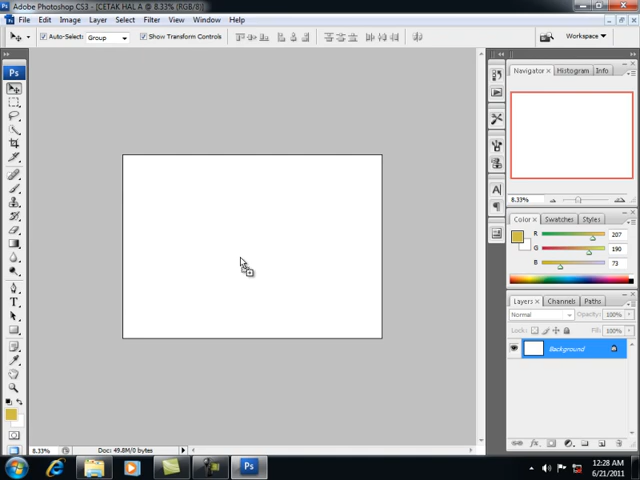 Adobe Photoshop CS3 - [CETAK HAL A @ 8.33% (RGB/8)
File Edit Image Layer Select Filter View Window Help
Auto-Select: Group Show Transform Controls Workspace
Ps
Navigator Histogram Info
8.33%
Color Swatches Styles
R 207
G 190
B 73
Layers Channels Paths
Normal Opacity: 100%
Lock: Fill: 100%
Background
8.33% Doc: 49.8M/0 bytes
Ps
12:28 AM
6/21/2011